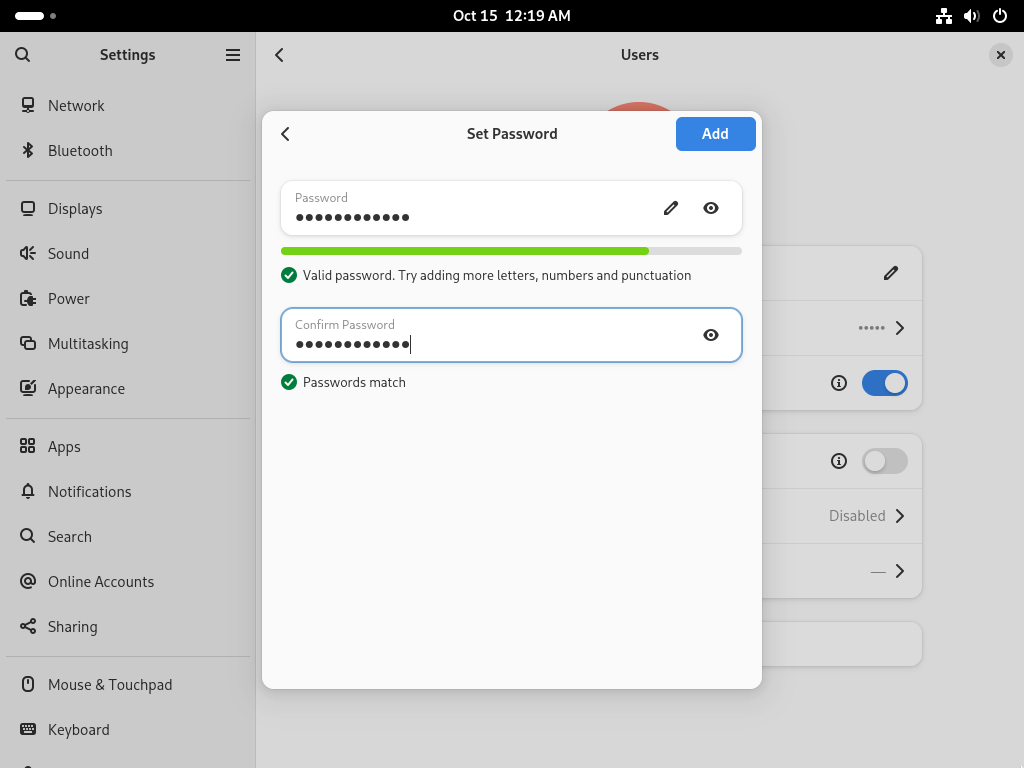 Oct 15 12:19 AM
Settings
Users
Network
Bluetooth
Displays
Sound
Power
Multitasking
Appearance
Apps
Notifications
Search
Online Accounts
Sharing
Mouse & Touchpad
Keyboard
Set Password
Add
Password
●●●●●●●●●●●●
Valid password. Try adding more letters, numbers and punctuation
Confirm Password
●●●●●●●●●●●●
Passwords match
•••••
Disabled
—